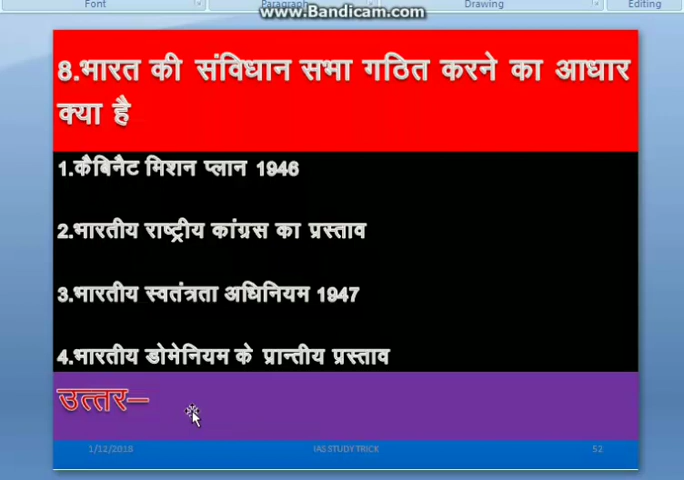 www.Bandicam.com
Font Paragraph Drawing Editing
8.भारत की संविधान सभा गठित करने का आधार
क्या है
1.कैबिनैट मिशन प्लान 1946
2.भारतीय राष्ट्रीय कांग्रस का प्रस्ताव
3.भारतीय स्वतंत्रता अधिनियम 1947
4.भारतीय डोमेनियम के प्रान्तीय प्रस्ताव
उत्तर–
1/12/2018 IAS STUDY TRICK 52